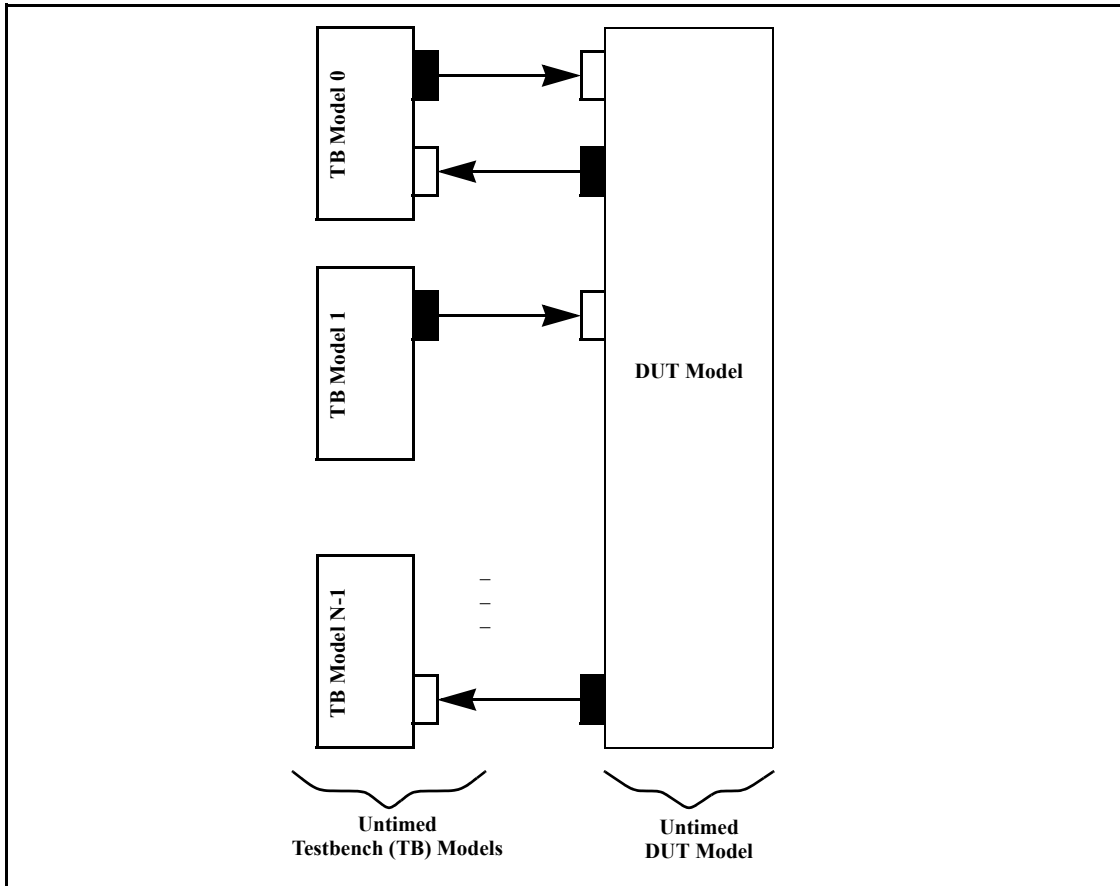 TB Model 0
TB Model 1
DUT Model
TB Model N-1
–
–
–
Untimed
Testbench (TB) Models
Untimed
DUT Model